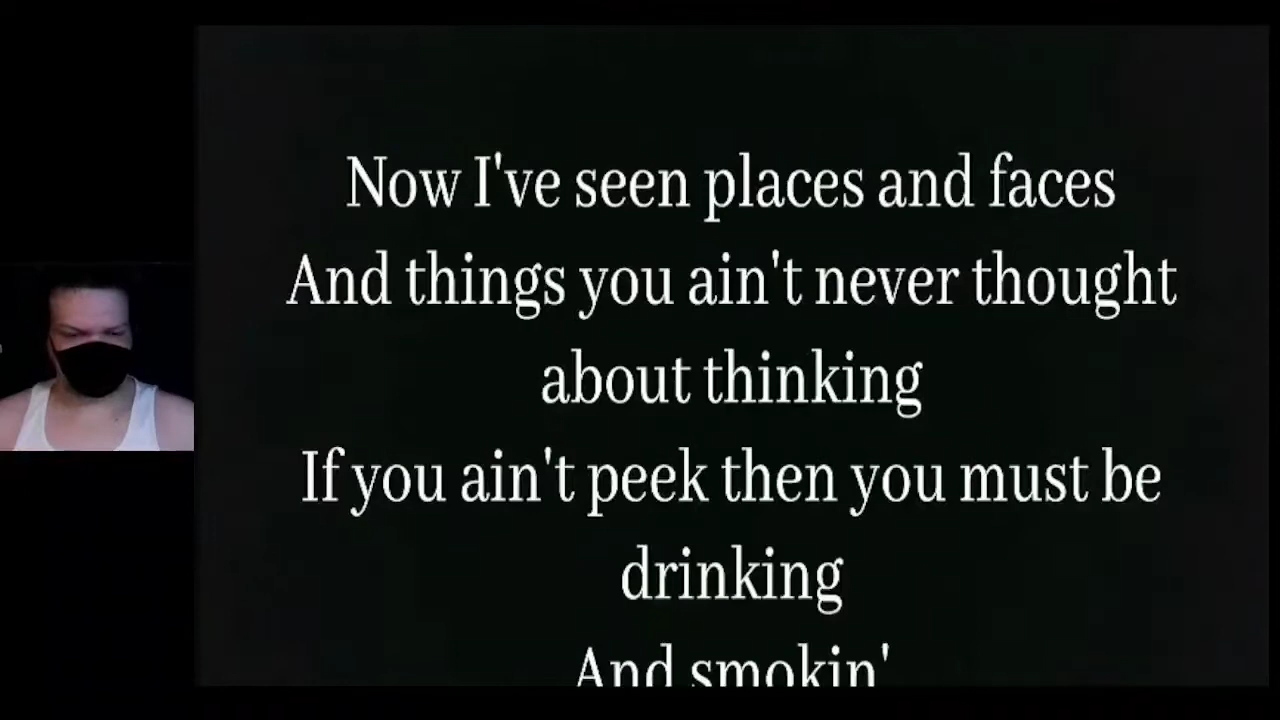 Now I've seen places and faces
And things you ain't never thought
about thinking
If you ain't peek then you must be
drinking
And smokin'